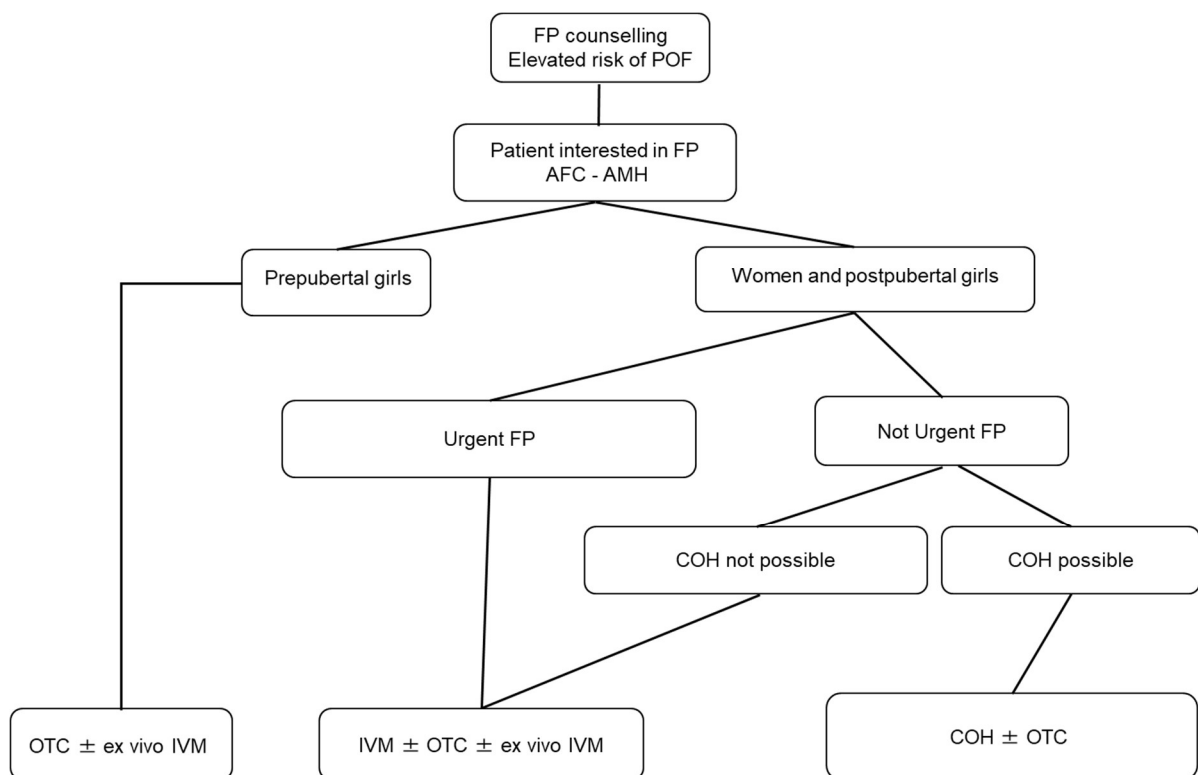 FP counselling
Elevated risk of POF
Patient interested in FP
AFC - AMH
Prepubertal girls
Women and postpubertal girls
Urgent FP
Not Urgent FP
COH not possible
COH possible
OTC ± ex vivo IVM
IVM ± OTC ± ex vivo IVM
COH ± OTC